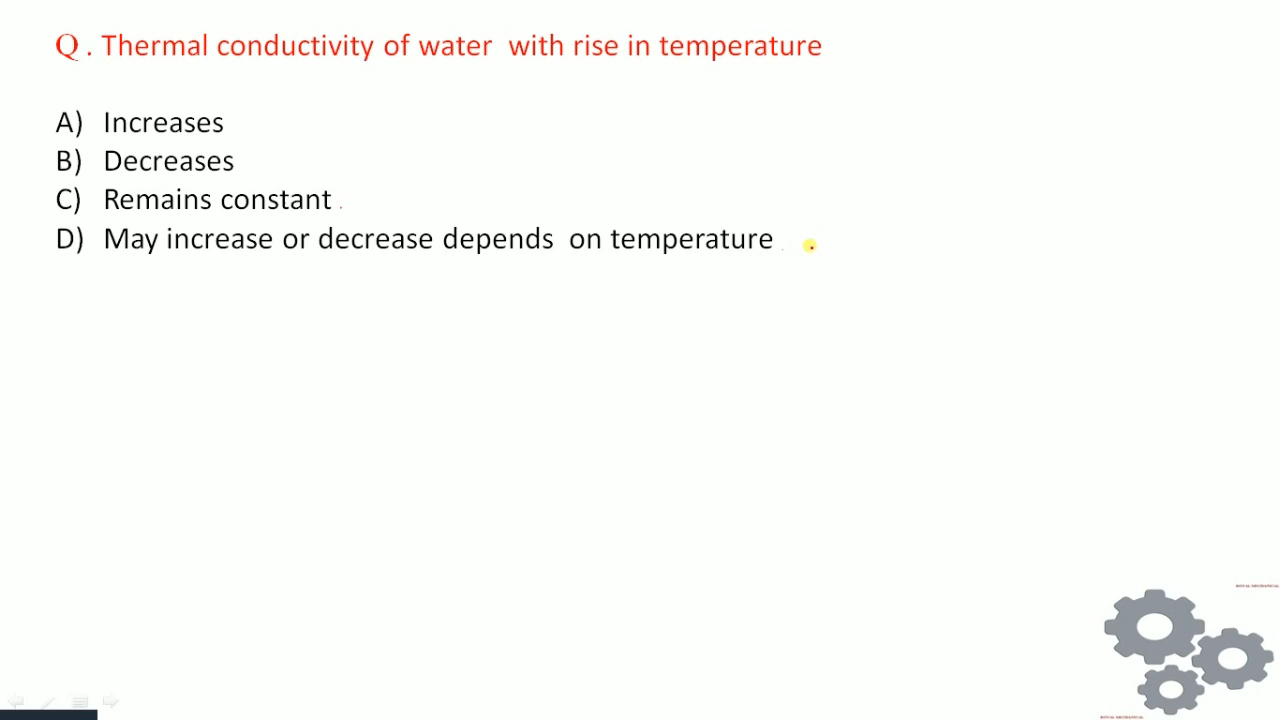 Q . Thermal conductivity of water with rise in temperature
A) Increases
B) Decreases
C) Remains constant
D) May increase or decrease depends on temperature